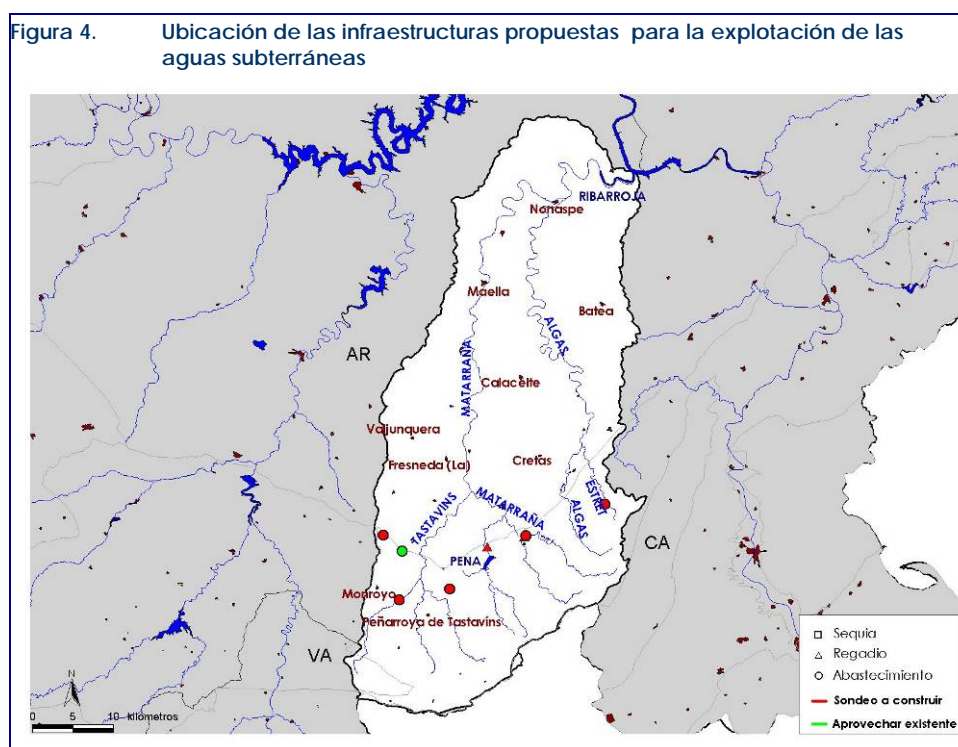 Figura 4. Ubicación de las infraestructuras propuestas para la explotación de las
aguas subterráneas
RIBARROJA
Nonaspe
Maella
Batea
ALGAS
AR
MATARRAÑA
Calaceite
Valjunquera
Fresneda (La)
Cretas
ESTRET
TASTAVINS
MATARRAÑA
ALGAS
CA
PENA
Monroyo
Peñarroya de Tastavíns
VA
Sequia
Regadio
Abastecimiento
Sondeo a construir
Aprovechar existente
N
0 5 10 kilómetros